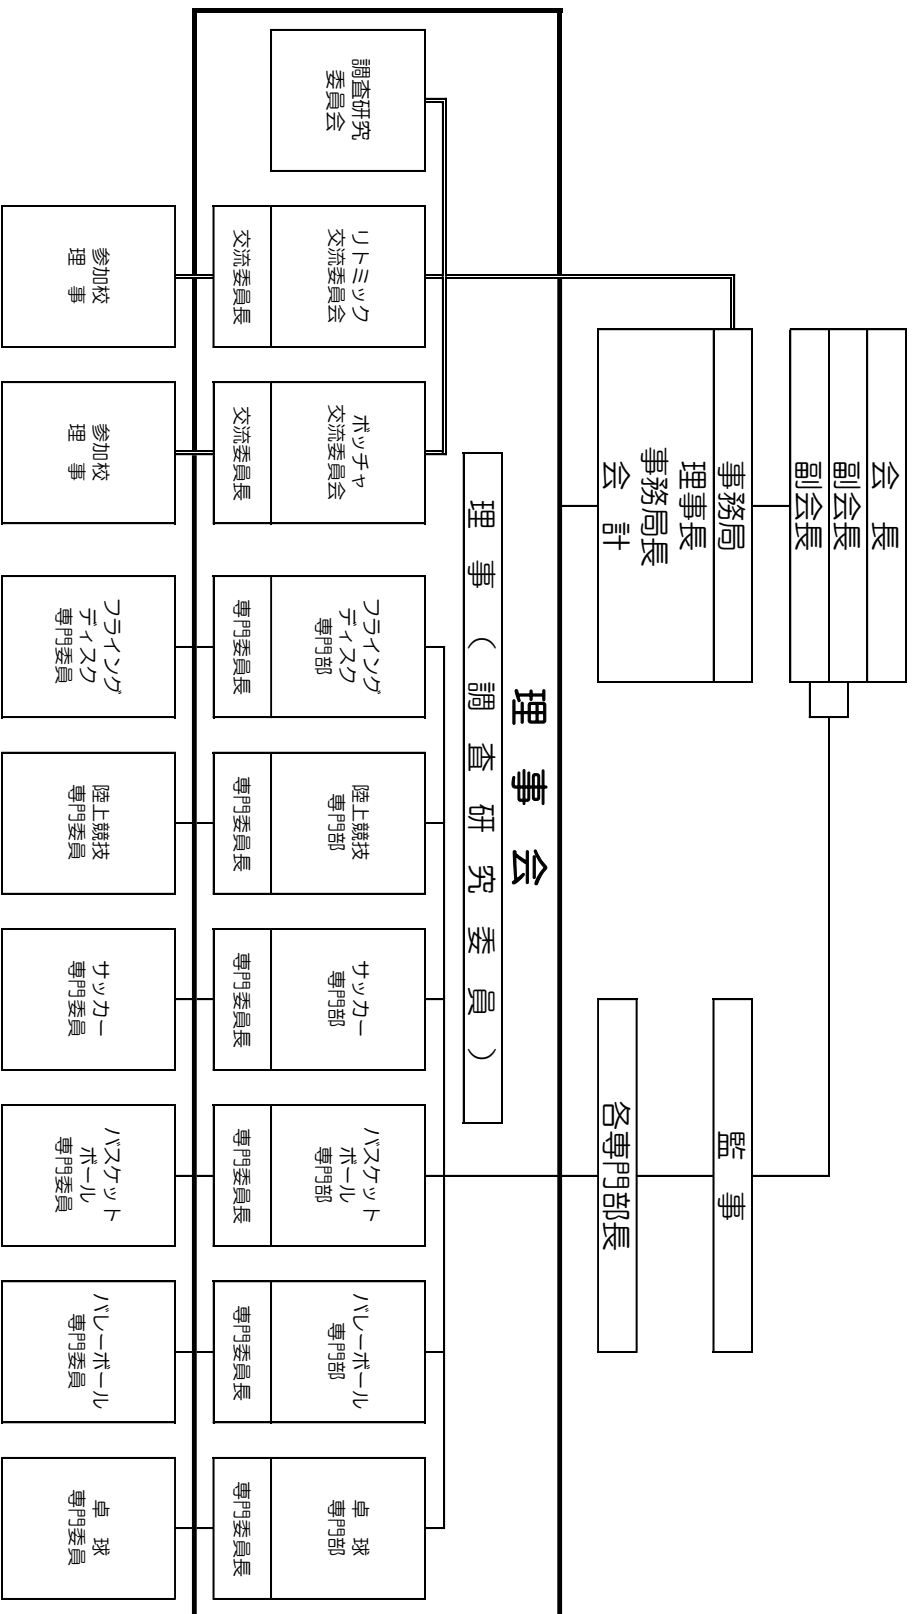 会　長
副会長
副会長
事務局
理事長
事務局長
会　計
監　事
各専門部長
理　事　会
理　事　（　調　査　研　究　委　員　）
調査研究
委員会
リトミック
交流委員会
交流委員長
ボッチャ
交流委員会
交流委員長
フライング
ディスク
専門部
専門委員長
陸上競技
専門部
専門委員長
サッカー
専門部
専門委員長
バスケット
ボール
専門部
専門委員長
バレーボール
専門部
専門委員長
卓　球
専門部
専門委員長
参加校
理　事
参加校
理　事
フライング
ディスク
専門委員
陸上競技
専門委員
サッカー
専門委員
バスケット
ボール
専門委員
バレーボール
専門委員
卓　球
専門委員